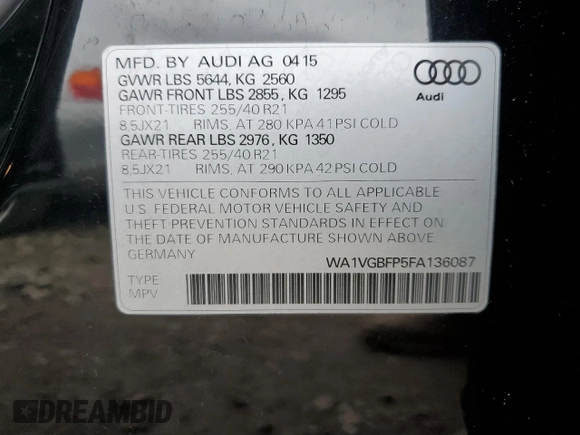 MFD. BY AUDI AG 04 15
GVWR LBS 5644, KG 2560
GAWR FRONT LBS 2855, KG 1295
FRONT-TIRES 255/40 R21
8,5JX21 RIMS, AT 280 KPA 41 PSI COLD
GAWR REAR LBS 2976, KG 1350
REAR-TIRES 255/40 R21
8,5JX21 RIMS, AT 290 KPA 42 PSI COLD
Audi
THIS VEHICLE CONFORMS TO ALL APPLICABLE
U.S. FEDERAL MOTOR VEHICLE SAFETY AND
THEFT PREVENTION STANDARDS IN EFFECT ON
THE DATE OF MANUFACTURE SHOWN ABOVE
GERMANY
WA1VGBFP5FA136087
TYPE:
MPV
DREAMBID